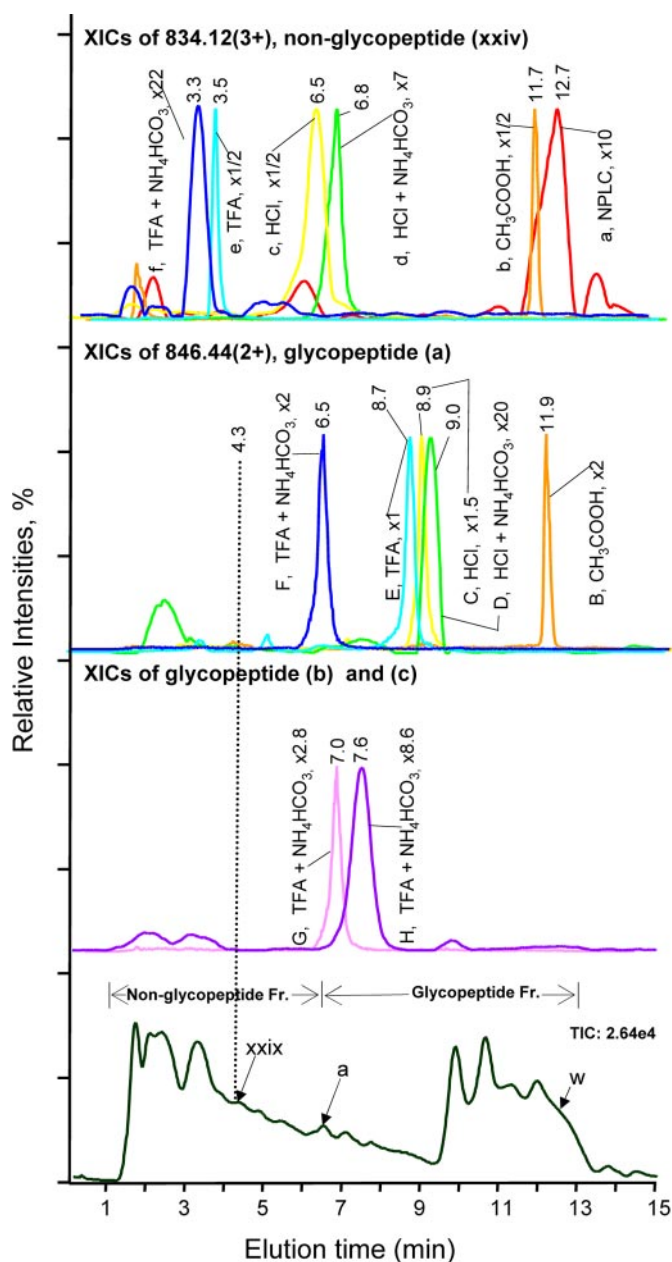 XICs of 834.12(3+), non-glycopeptide (xxiv)
f, TFA + NH4HCO3, x22
3.3
3.5
e, TFA, x1/2
c, HCl, x1/2
6.5
6.8
d, HCl + NH4HCO3, x7
b, CH3COOH, x1/2
11.7
12.7
a, NPLC, x10
XICs of 846.44(2+), glycopeptide (a)
4.3
F, TFA + NH4HCO3, x2
6.5
E, TFA, x1
8.7
8.9
9.0
C, HCl, x1.5
D, HCl + NH4HCO3, x20
11.9
B, CH3COOH, x2
XICs of glycopeptide (b) and (c)
G, TFA + NH4HCO3, x2.8
7.0
7.6
H, TFA + NH4HCO3, x8.6
Non-glycopeptide Fr.
Glycopeptide Fr.
TIC: 2.64e4
xxix
a
w
Relative Intensities, %
1 3 5 7 9 11 13 15
Elution time (min)